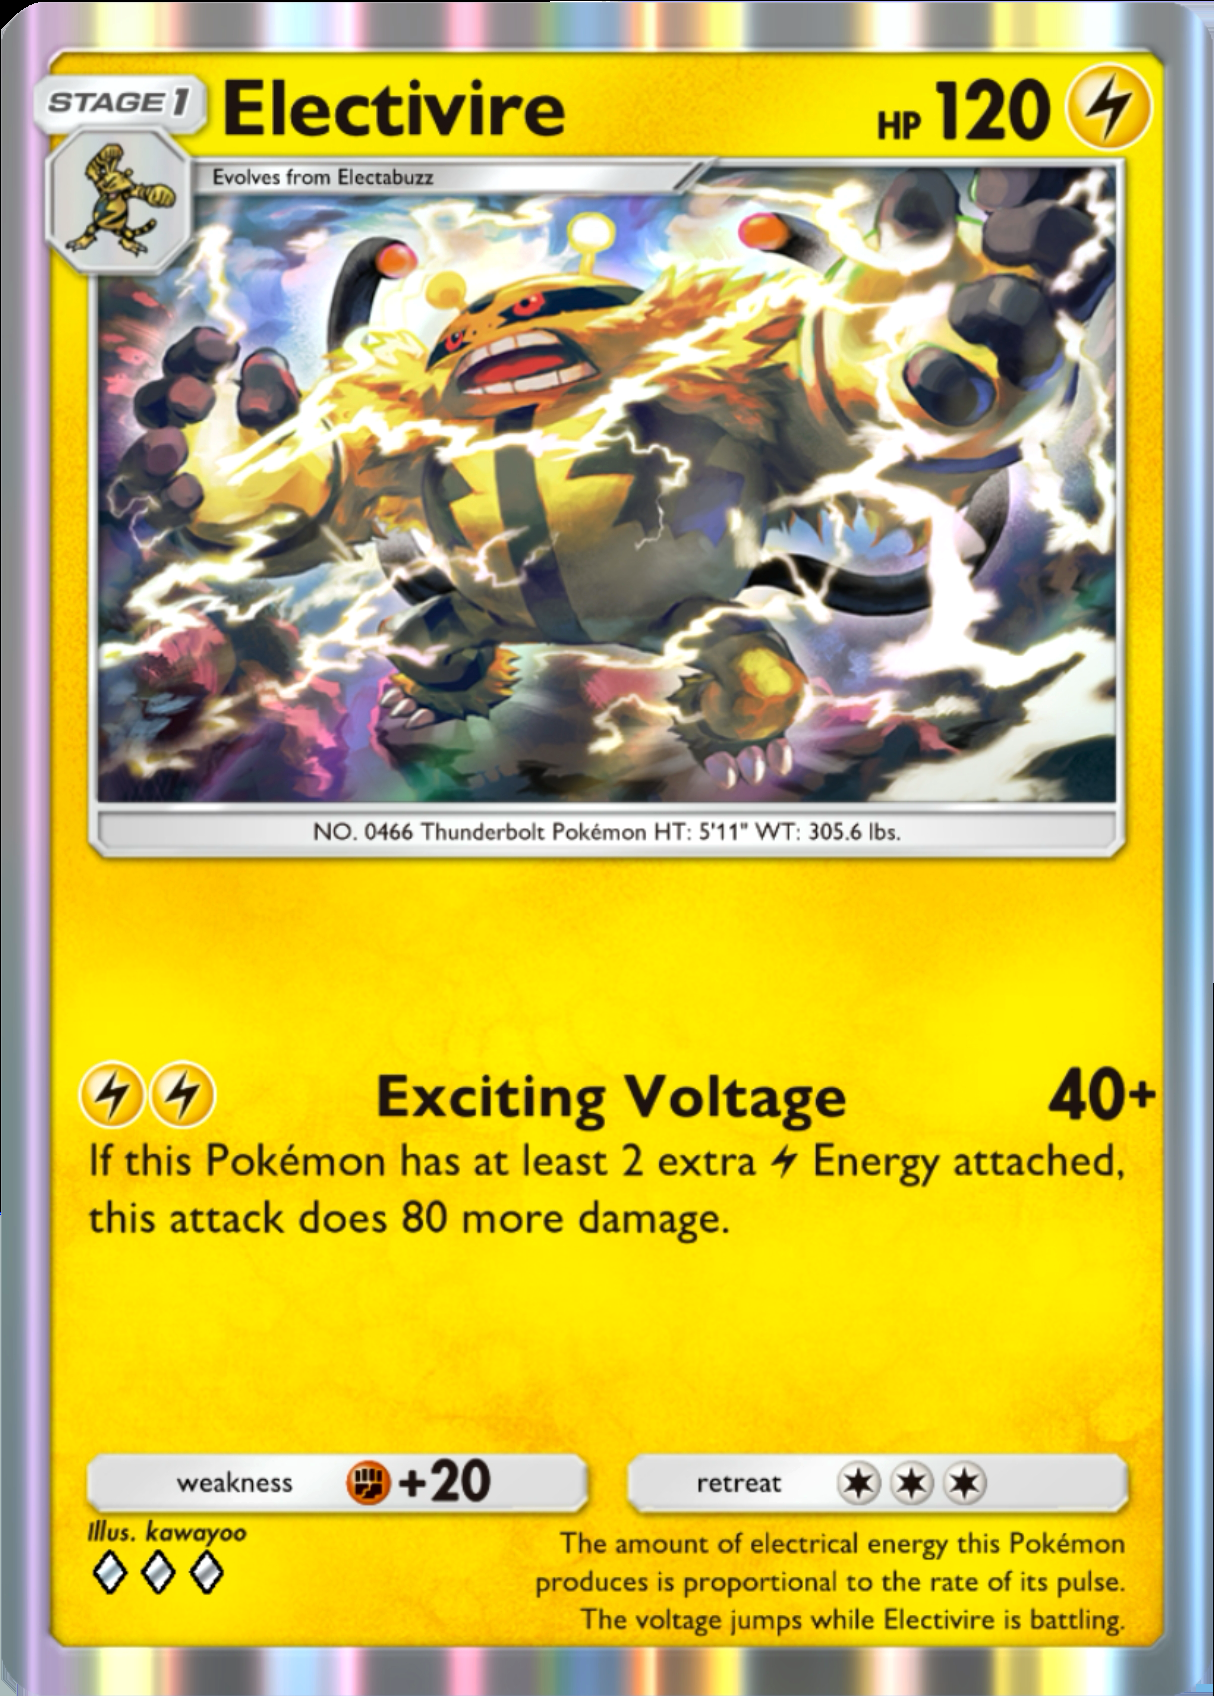 STAGE 1
Electivire
HP 120
Evolves from Electabuzz
NO. 0466 Thunderbolt Pokémon HT: 5'11" WT: 305.6 lbs.
Exciting Voltage 40+
If this Pokémon has at least 2 extra Energy attached,
this attack does 80 more damage.
weakness +20
retreat
Illus. kawayoo
The amount of electrical energy this Pokémon
produces is proportional to the rate of its pulse.
The voltage jumps while Electivire is battling.